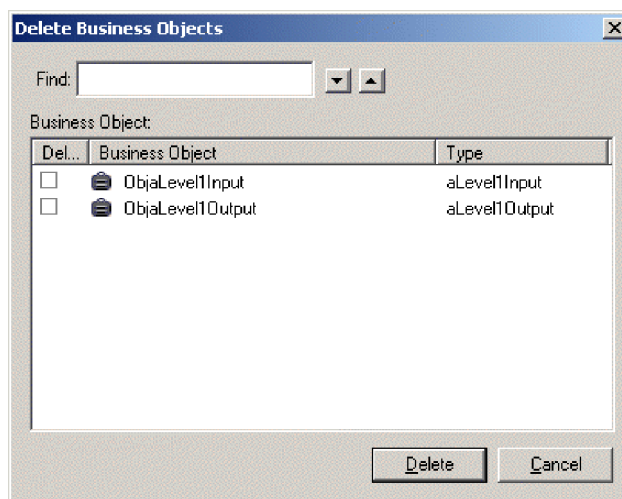 Delete Business Objects
Find:
Business Object:
Del... Business Object Type
ObjaLevel1Input aLevel1Input
ObjaLevel1Output aLevel1Output
Delete Cancel